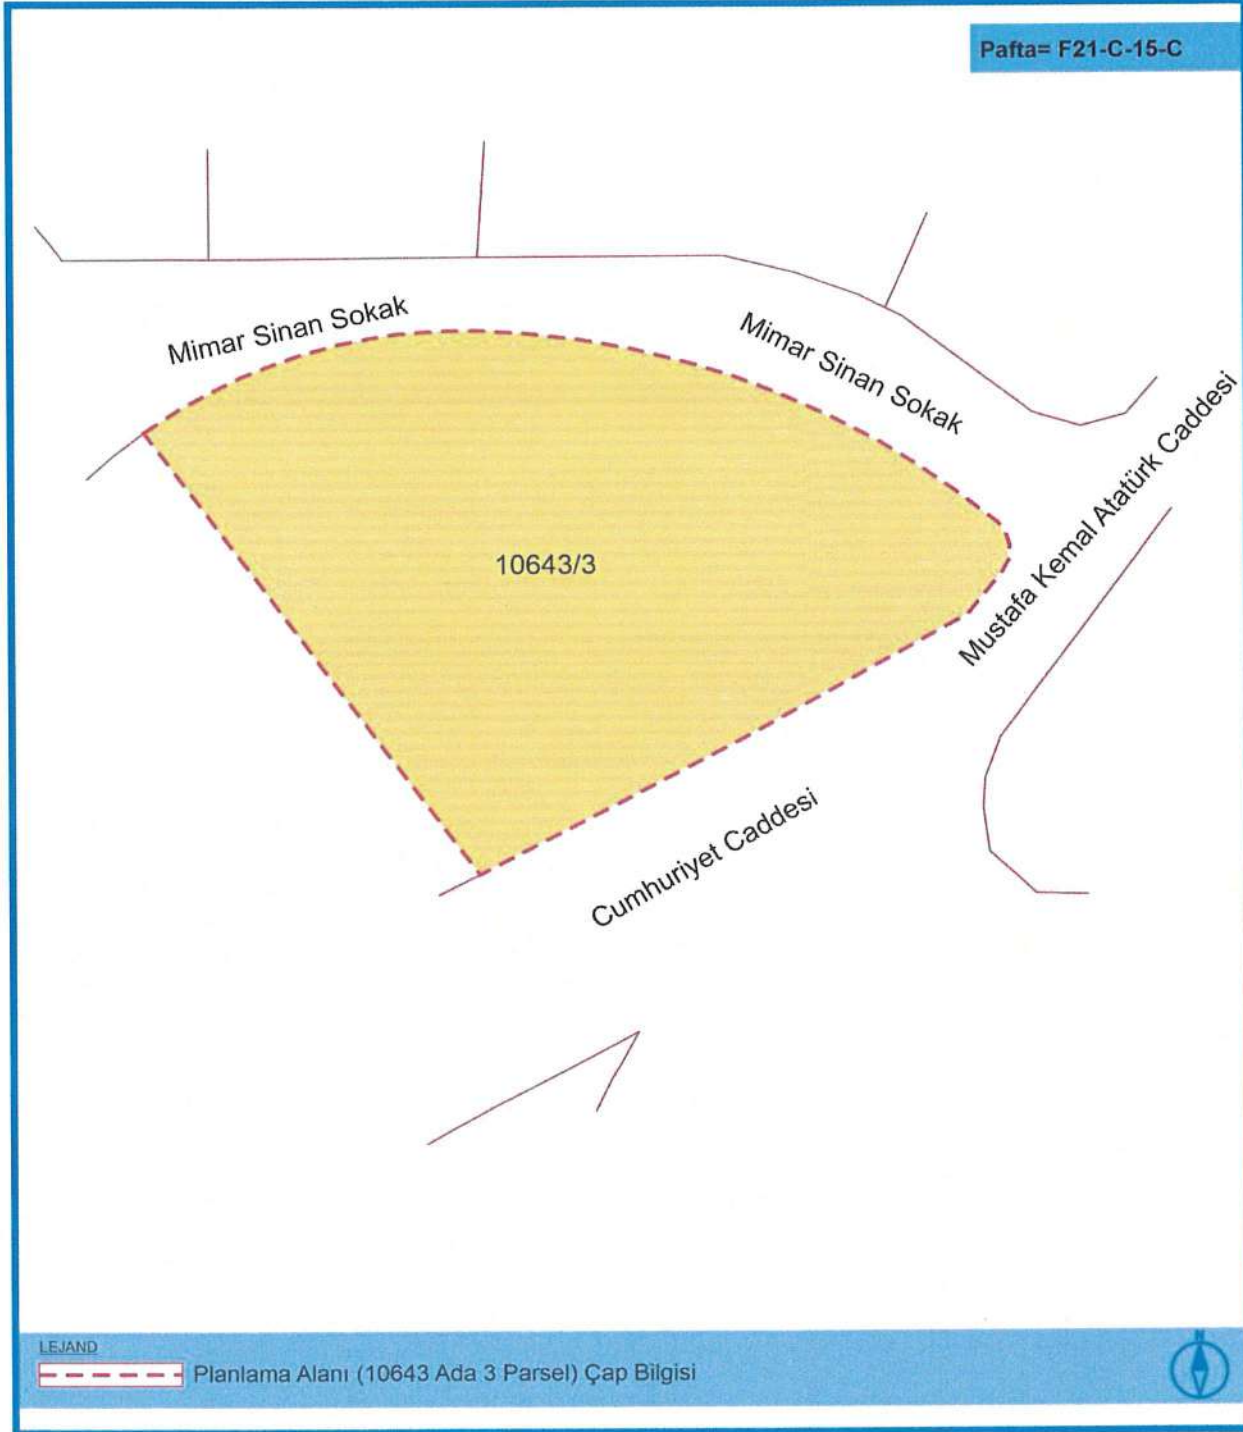 Pafta= F21-C-15-C
Mimar Sinan Sokak
Mimar Sinan Sokak
Mustafa Kemal Atatürk Caddesi
10643/3
Cumhuriyet Caddesi
LEJAND
Planlama Alanı (10643 Ada 3 Parsel) Çap Bilgisi
N